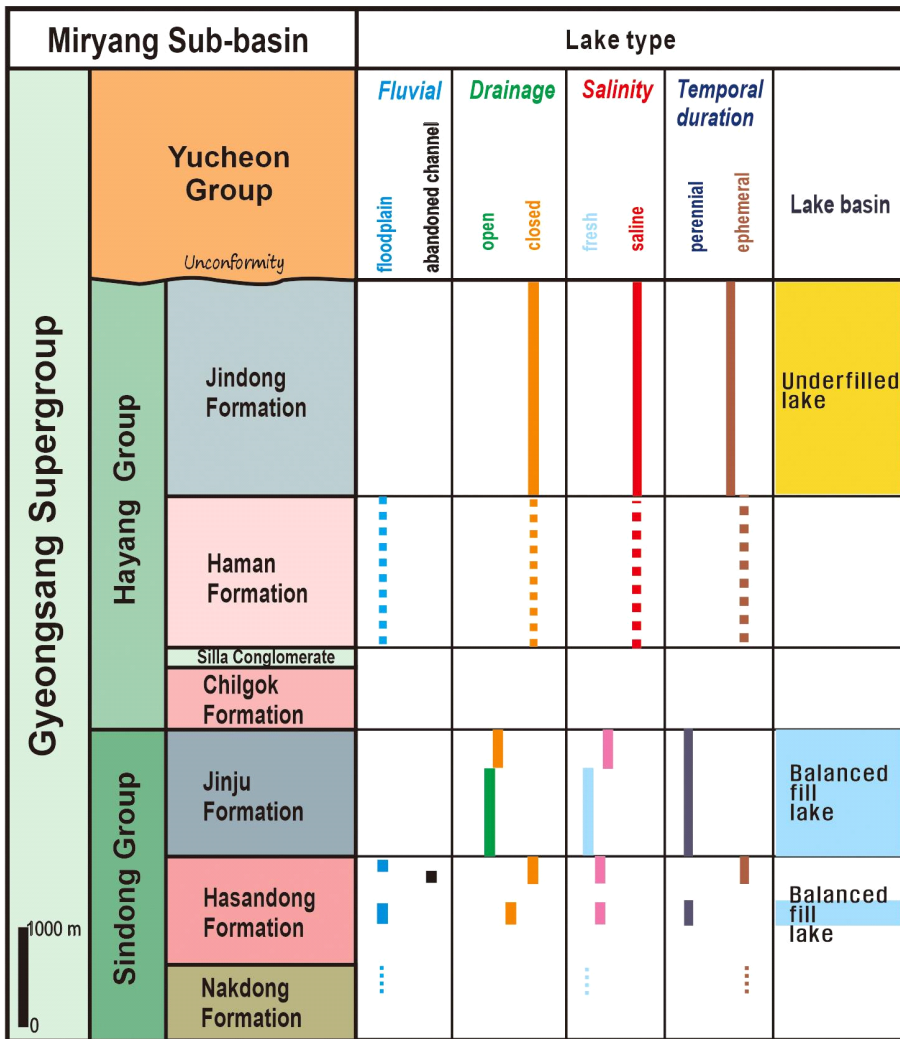 Miryang Sub-basin
Lake type
Gyeongsang Supergroup
Yucheon
Group
Unconformity
Fluvial
floodplain
abandoned channel
Drainage
open
closed
Salinity
fresh
saline
Temporal
duration
perennial
ephemeral
Lake basin
Hayang Group
Jindong
Formation
Underfilled
lake
Haman
Formation
Silla Conglomerate
Chilgok
Formation
Sindong Group
Jinju
Formation
Balanced
fill
lake
Hasandong
Formation
Balanced
fill
lake
Nakdong
Formation
1000 m
0